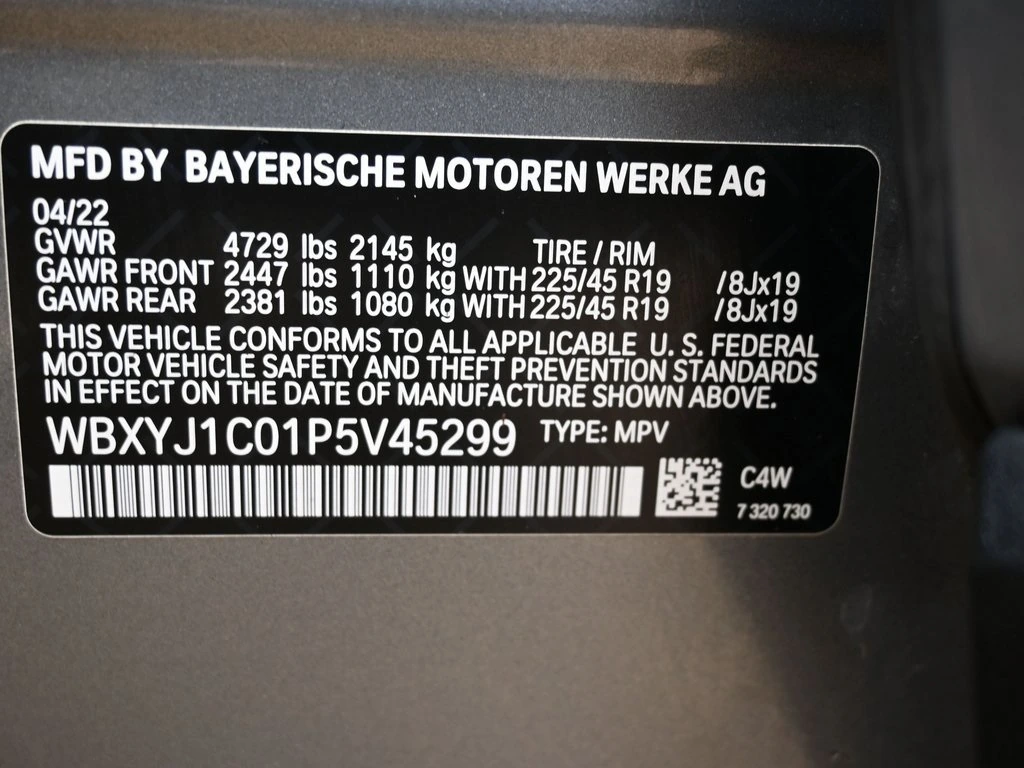 MFD BY BAYERISCHE MOTOREN WERKE AG
04/22
GVWR 4729 lbs 2145 kg TIRE / RIM
GAWR FRONT 2447 lbs 1110 kg WITH 225/45 R19 /8Jx19
GAWR REAR 2381 lbs 1080 kg WITH 225/45 R19 /8Jx19
THIS VEHICLE CONFORMS TO ALL APPLICABLE U. S. FEDERAL
MOTOR VEHICLE SAFETY AND THEFT PREVENTION STANDARDS
IN EFFECT ON THE DATE OF MANUFACTURE SHOWN ABOVE.
WBXYJ1C01P5V45299 TYPE: MPV
C4W
7 320 730